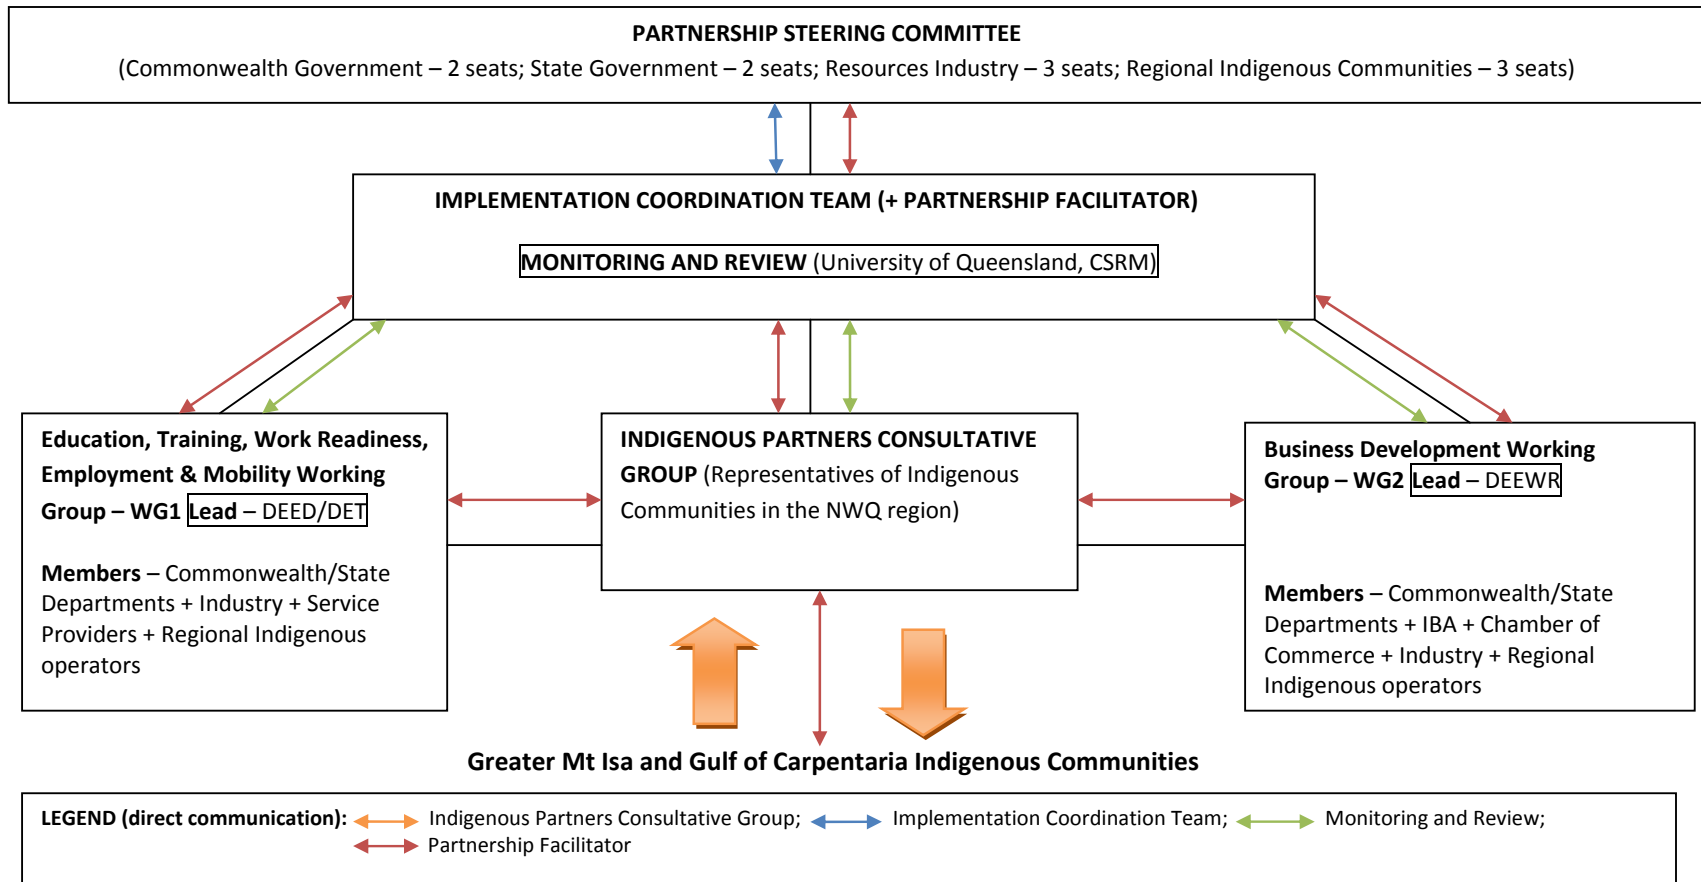 PARTNERSHIP STEERING COMMITTEE
(Commonwealth Government – 2 seats; State Government – 2 seats; Resources Industry – 3 seats; Regional Indigenous Communities – 3 seats)
IMPLEMENTATION COORDINATION TEAM (+ PARTNERSHIP FACILITATOR)
MONITORING AND REVIEW (University of Queensland, CSRM)
Education, Training, Work Readiness,
Employment & Mobility Working
Group – WG1 Lead – DEED/DET
Members – Commonwealth/State
Departments + Industry + Service
Providers + Regional Indigenous
operators
INDIGENOUS PARTNERS CONSULTATIVE
GROUP (Representatives of Indigenous
Communities in the NWQ region)
Business Development Working
Group – WG2 Lead – DEEWR
Members – Commonwealth/State
Departments + IBA + Chamber of
Commerce + Industry + Regional
Indigenous operators
Greater Mt Isa and Gulf of Carpentaria Indigenous Communities
LEGEND (direct communication): Indigenous Partners Consultative Group; Implementation Coordination Team; Monitoring and Review;
Partnership Facilitator